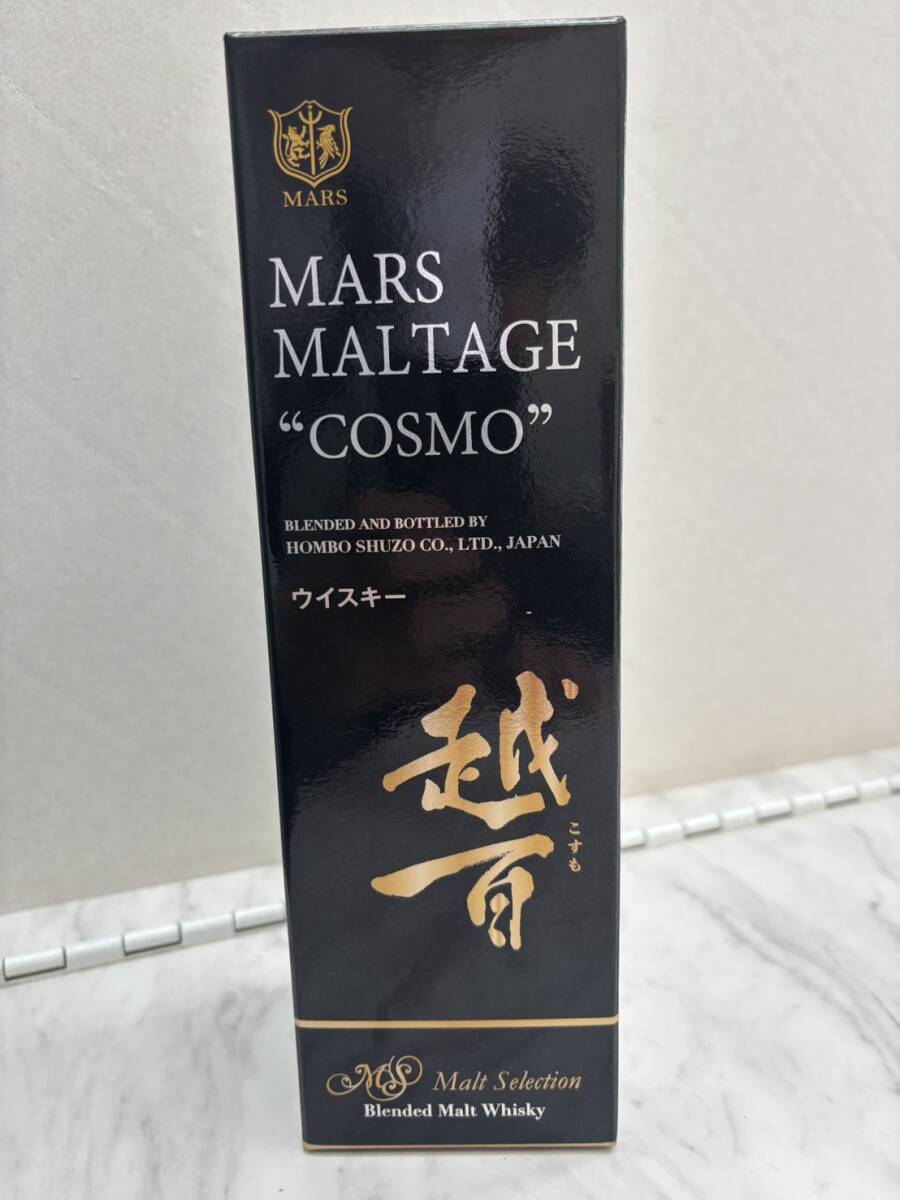 MARS
MARS
MALTAGE
“COSMO”
BLENDED AND BOTTLED BY
HOMBO SHUZO CO., LTD., JAPAN
ウイスキー
越百
こすも
MS Malt Selection
Blended Malt Whisky